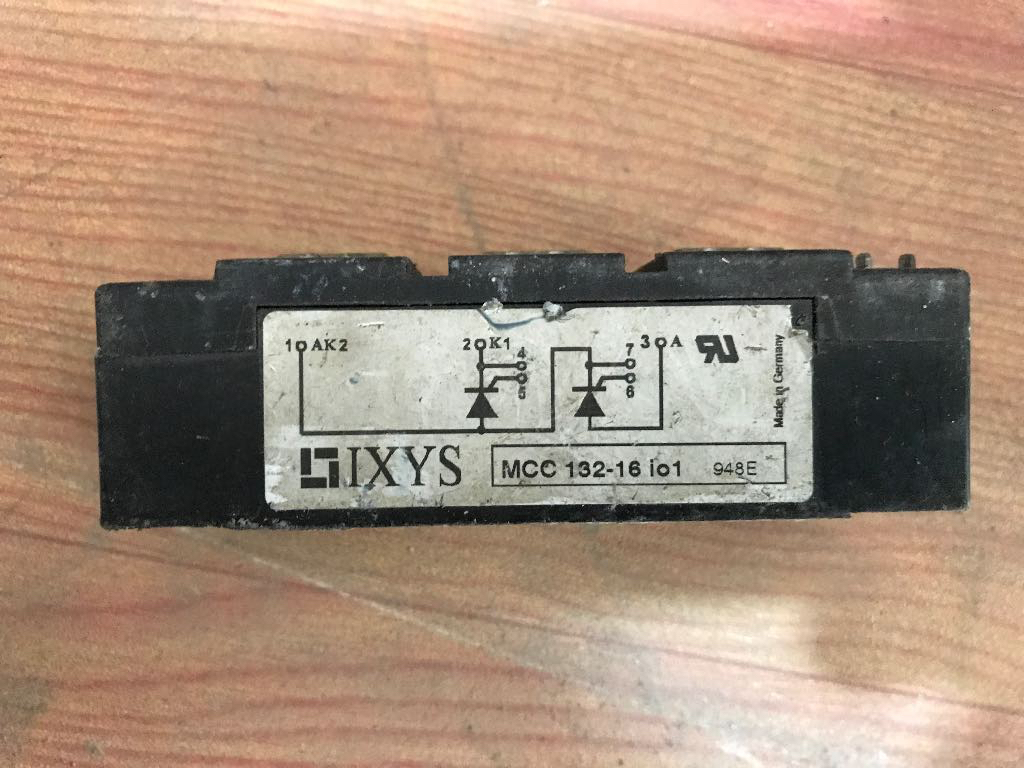 1 AK2
2 K1
4
5
7
6
3 A
Made in Germany
IXYS
MCC 132-16 io1 948E